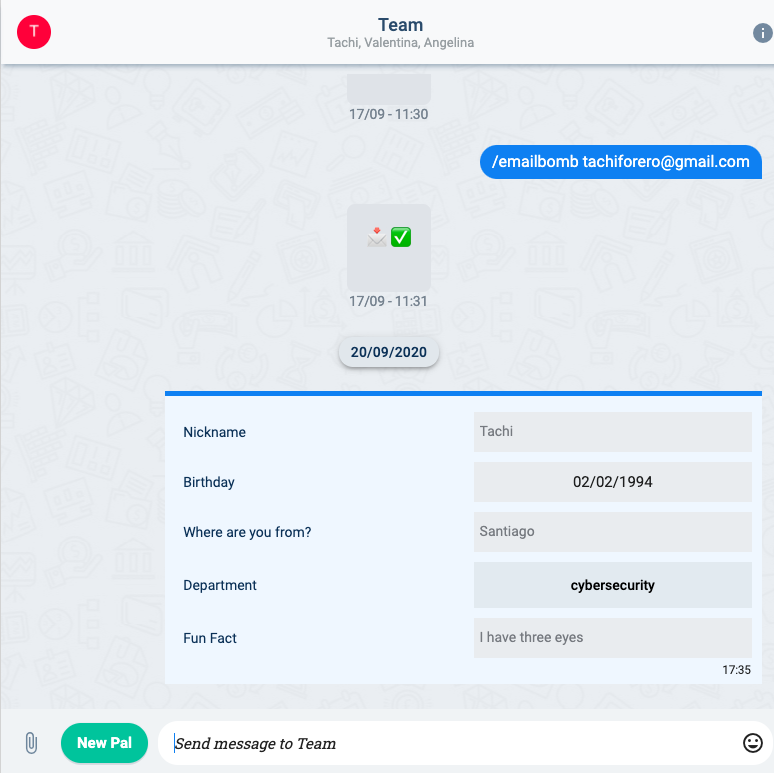 T
Team
Tachi, Valentina, Angelina
17/09 - 11:30
/emailbomb tachiforero@gmail.com
17/09 - 11:31
20/09/2020
Nickname Tachi
Birthday 02/02/1994
Where are you from? Santiago
Department cybersecurity
Fun Fact I have three eyes
17:35
New Pal Send message to Team